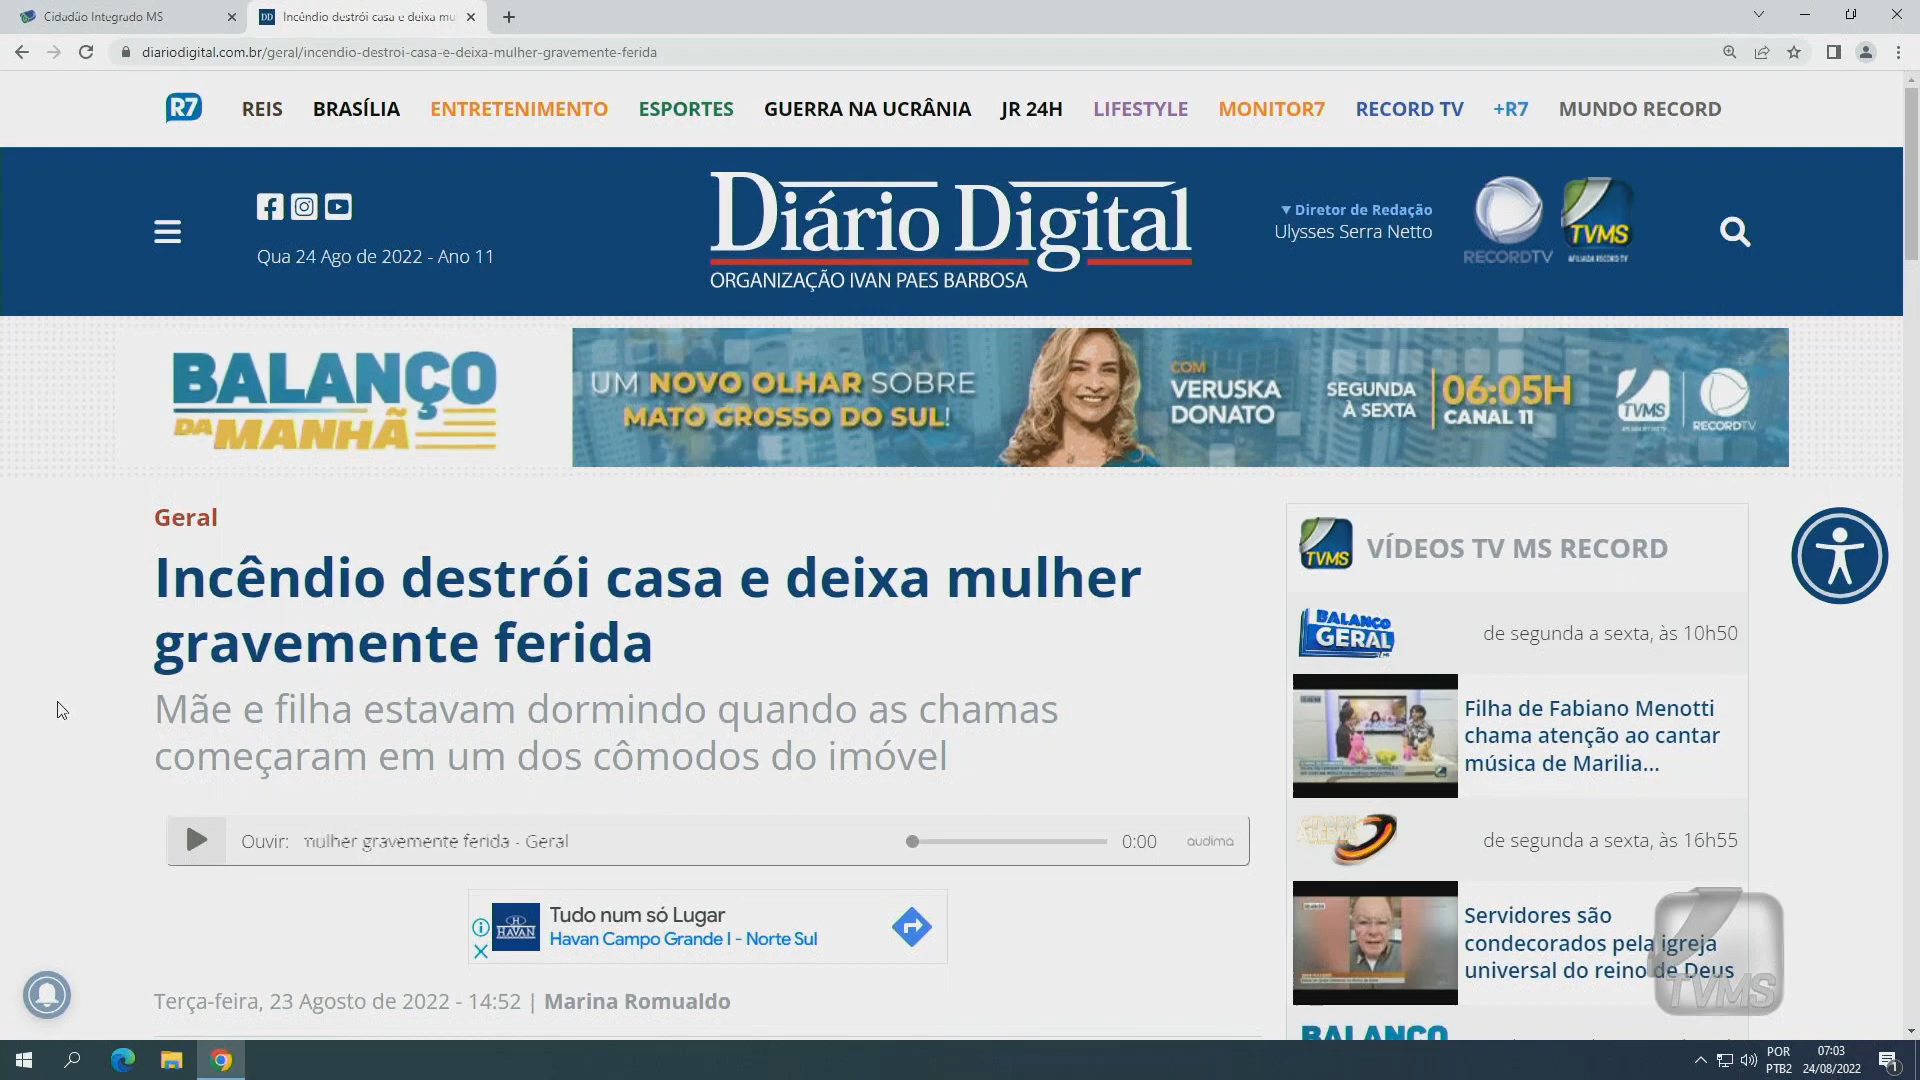 Cidadão Integrado MS
Incêndio destrói casa e deixa mu
diariodigital.com.br/geral/incendio-destroi-casa-e-deixa-mulher-gravemente-ferida
R7 REIS BRASÍLIA ENTRETENIMENTO ESPORTES GUERRA NA UCRÂNIA JR 24H LIFESTYLE MONITOR7 RECORD TV +R7 MUNDO RECORD
Qua 24 Ago de 2022 - Ano 11
Diário Digital
ORGANIZAÇÃO IVAN PAES BARBOSA
▼ Diretor de Redação
Ulysses Serra Netto
RECORDTV
TVMS
AFILIADA RECORD TV
BALANÇO
DA MANHÃ
UM NOVO OLHAR SOBRE
MATO GROSSO DO SUL!
COM
VERUSKA
DONATO
SEGUNDA
À SEXTA
06:05H
CANAL 11
TVMS
RECORDTV
Geral
Incêndio destrói casa e deixa mulher
gravemente ferida
Mãe e filha estavam dormindo quando as chamas
começaram em um dos cômodos do imóvel
Ouvir: mulher gravemente ferida - Geral 0:00 audima
HAVAN
Tudo num só Lugar
Havan Campo Grande I - Norte Sul
Terça-feira, 23 Agosto de 2022 - 14:52 | Marina Romualdo
TVMS
VÍDEOS TV MS RECORD
BALANÇO
GERAL
de segunda a sexta, às 10h50
Filha de Fabiano Menotti
chama atenção ao cantar
música de Marilia...
de segunda a sexta, às 16h55
Servidores são
condecorados pela igreja
universal do reino de Deus
TVMS
BALANÇO
POR
PTB2
07:03
24/08/2022
1